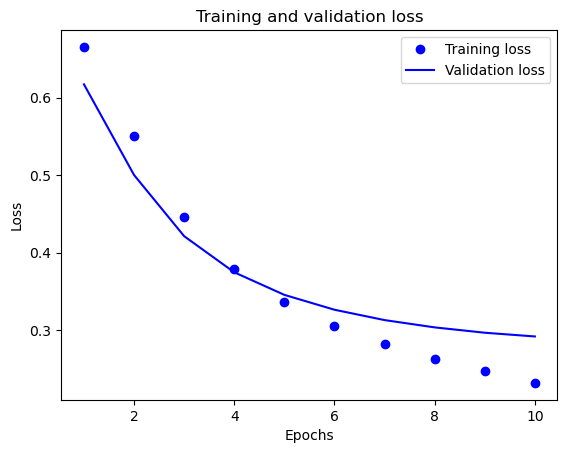 Training and validation loss
Training loss
Validation loss
0.6
0.5
0.4
0.3
Loss
2
4
6
8
10
Epochs